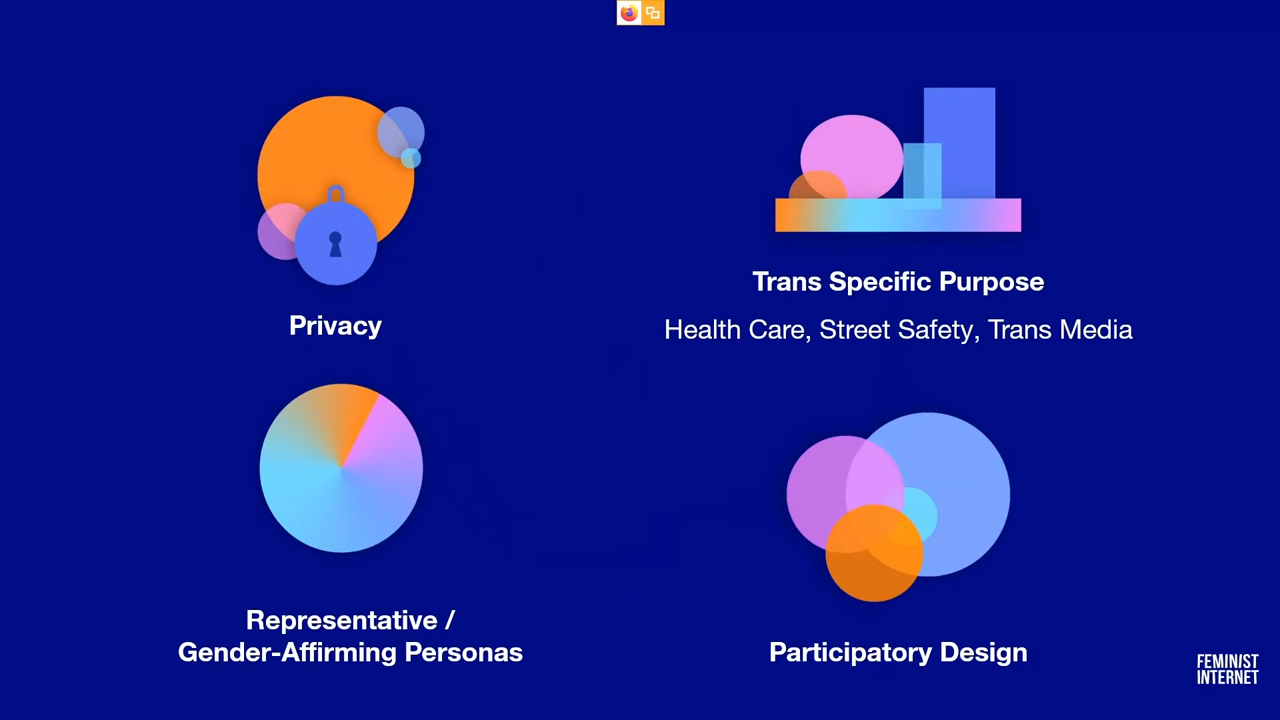 Privacy
Trans Specific Purpose
Health Care, Street Safety, Trans Media
Representative /
Gender-Affirming Personas
Participatory Design
FEMINIST
INTERNET